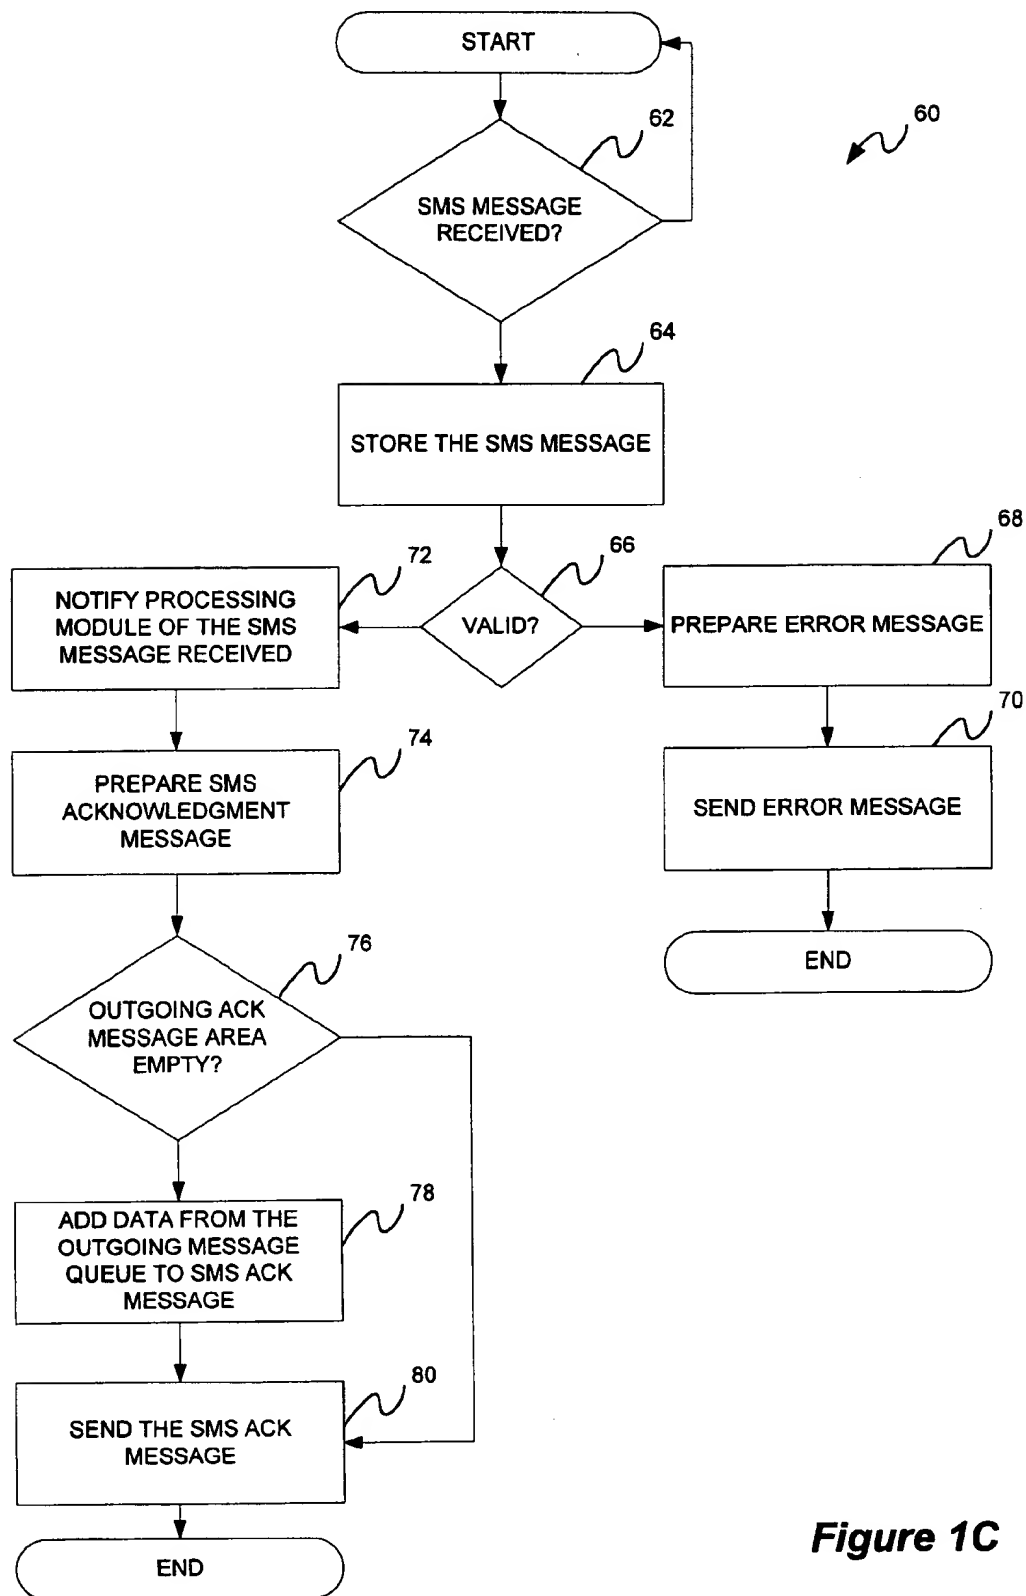 START
62
60
SMS MESSAGE
RECEIVED?
64
STORE THE SMS MESSAGE
66
VALID?
68
PREPARE ERROR MESSAGE
70
SEND ERROR MESSAGE
END
72
NOTIFY PROCESSING
MODULE OF THE SMS
MESSAGE RECEIVED
74
PREPARE SMS
ACKNOWLEDGMENT
MESSAGE
76
OUTGOING ACK
MESSAGE AREA
EMPTY?
78
ADD DATA FROM THE
OUTGOING MESSAGE
QUEUE TO SMS ACK
MESSAGE
80
SEND THE SMS ACK
MESSAGE
END
Figure 1C